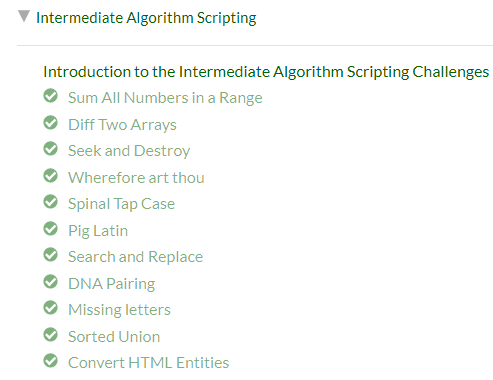 Intermediate Algorithm Scripting
Introduction to the Intermediate Algorithm Scripting Challenges
Sum All Numbers in a Range
Diff Two Arrays
Seek and Destroy
Wherefore art thou
Spinal Tap Case
Pig Latin
Search and Replace
DNA Pairing
Missing letters
Sorted Union
Convert HTML Entities